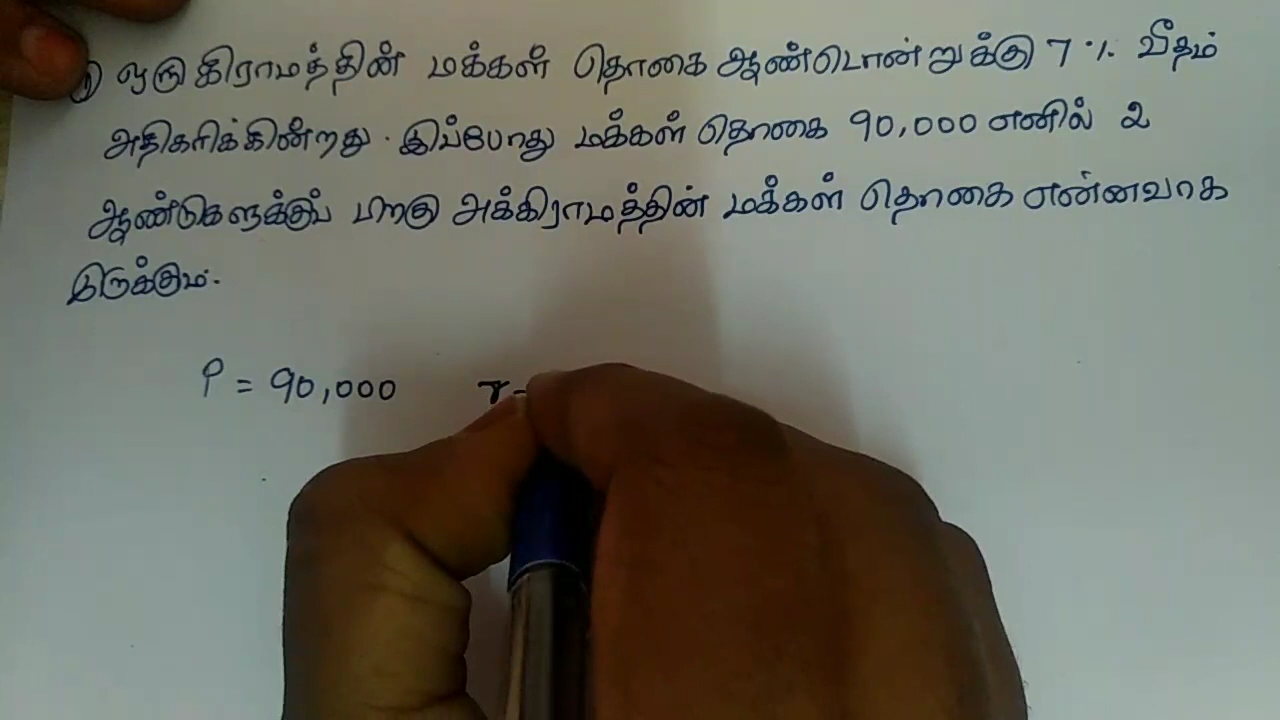 ஒரு கிராமத்தின் மக்கள் தொகை ஆண்டொன்றுக்கு 7% வீதம்
அதிகரிக்கின்றது. இப்போது மக்கள் தொகை 90,000 எனில் 2
ஆண்டுகளுக்குப் பிறகு அக்கிராமத்தின் மக்கள் தொகை என்னவாக
இருக்கும்.
P = 90,000 r=